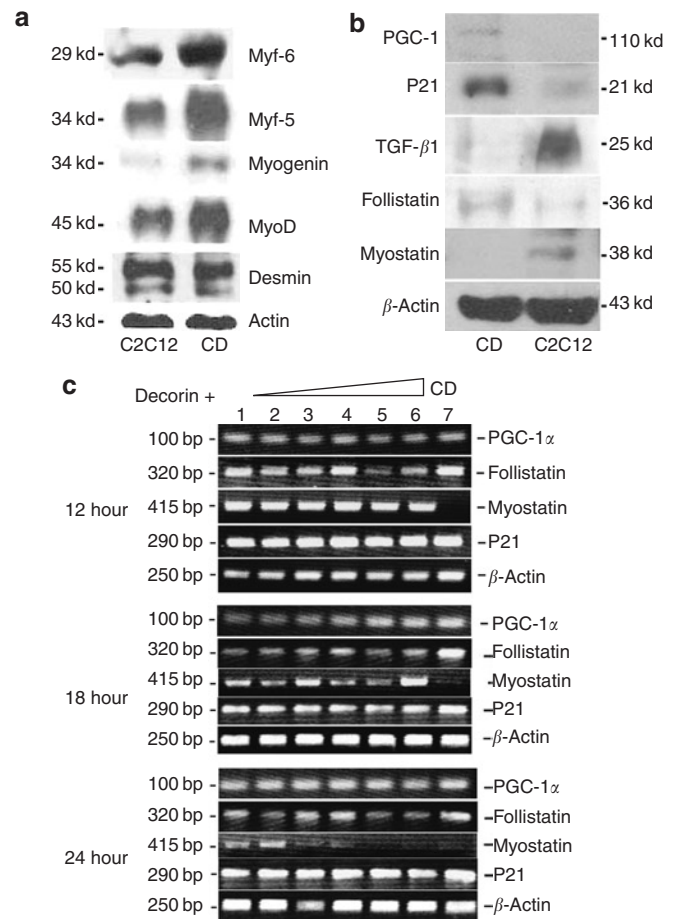 a
29 kd- Myf-6
34 kd- Myf-5
34 kd- Myogenin
45 kd- MyoD
55 kd-
50 kd- Desmin
43 kd- Actin
C2C12 CD
b
PGC-1 -110 kd
P21 -21 kd
TGF-β1 -25 kd
Follistatin -36 kd
Myostatin -38 kd
β-Actin -43 kd
CD C2C12
c
Decorin + CD
1 2 3 4 5 6 7
12 hour
100 bp - -PGC-1α
320 bp - -Follistatin
415 bp - -Myostatin
290 bp - -P21
250 bp - -β-Actin
18 hour
100 bp - -PGC-1α
320 bp - -Follistatin
415 bp - -Myostatin
290 bp - -P21
250 bp - -β-Actin
24 hour
100 bp - -PGC-1α
320 bp - -Follistatin
415 bp - -Myostatin
290 bp - -P21
250 bp - -β-Actin